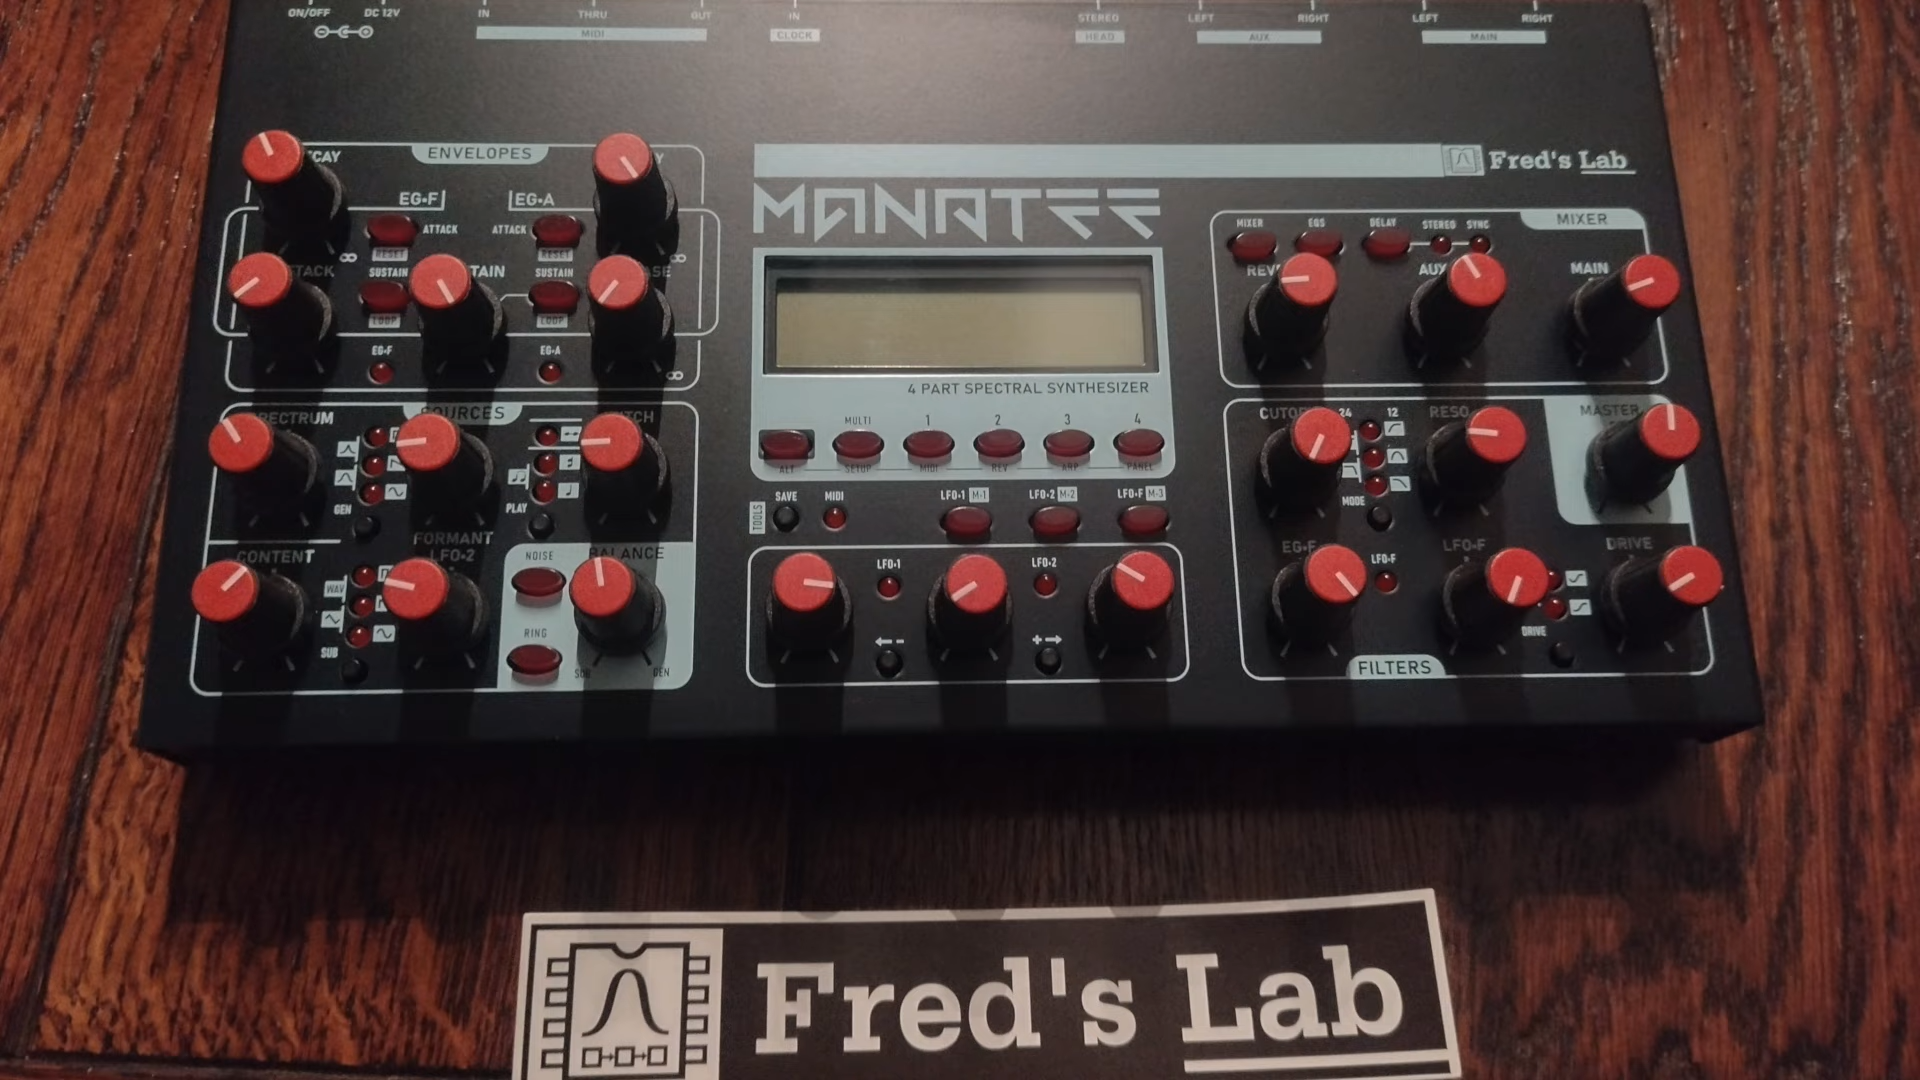 ON/OFF DC 12V IN THRU OUT IN STEREO LEFT RIGHT LEFT RIGHT
MIDI CLOCK HEAD AUX MAIN
ENVELOPES
EG-F EG-A
ATTACK ATTACK
RESET RESET
SUSTAIN SUSTAIN
LOOP LOOP
EG-F EG-A
∞ ∞ ∞
Fred's Lab
MANATEE
4 PART SPECTRAL SYNTHESIZER
MULTI 1 2 3 4
ALT SETUP MIDI REV ARP PANEL
TOOLS SAVE MIDI LFO-1 M-1 LFO-2 M-2 LFO-F M-3
LFO-1 LFO-2
←- +→
MIXER
MIXER EQS DELAY STEREO SYNC
AUX MAIN
SOURCES
GEN PLAY
CONTENT FORMANT
LFO-2
NOISE BALANCE
WAV
RING
SUB SUB GEN
24 12 RESO MASTER
MODE
EG-F LFO-F LFO-F DRIVE
DRIVE
FILTERS
Fred's Lab